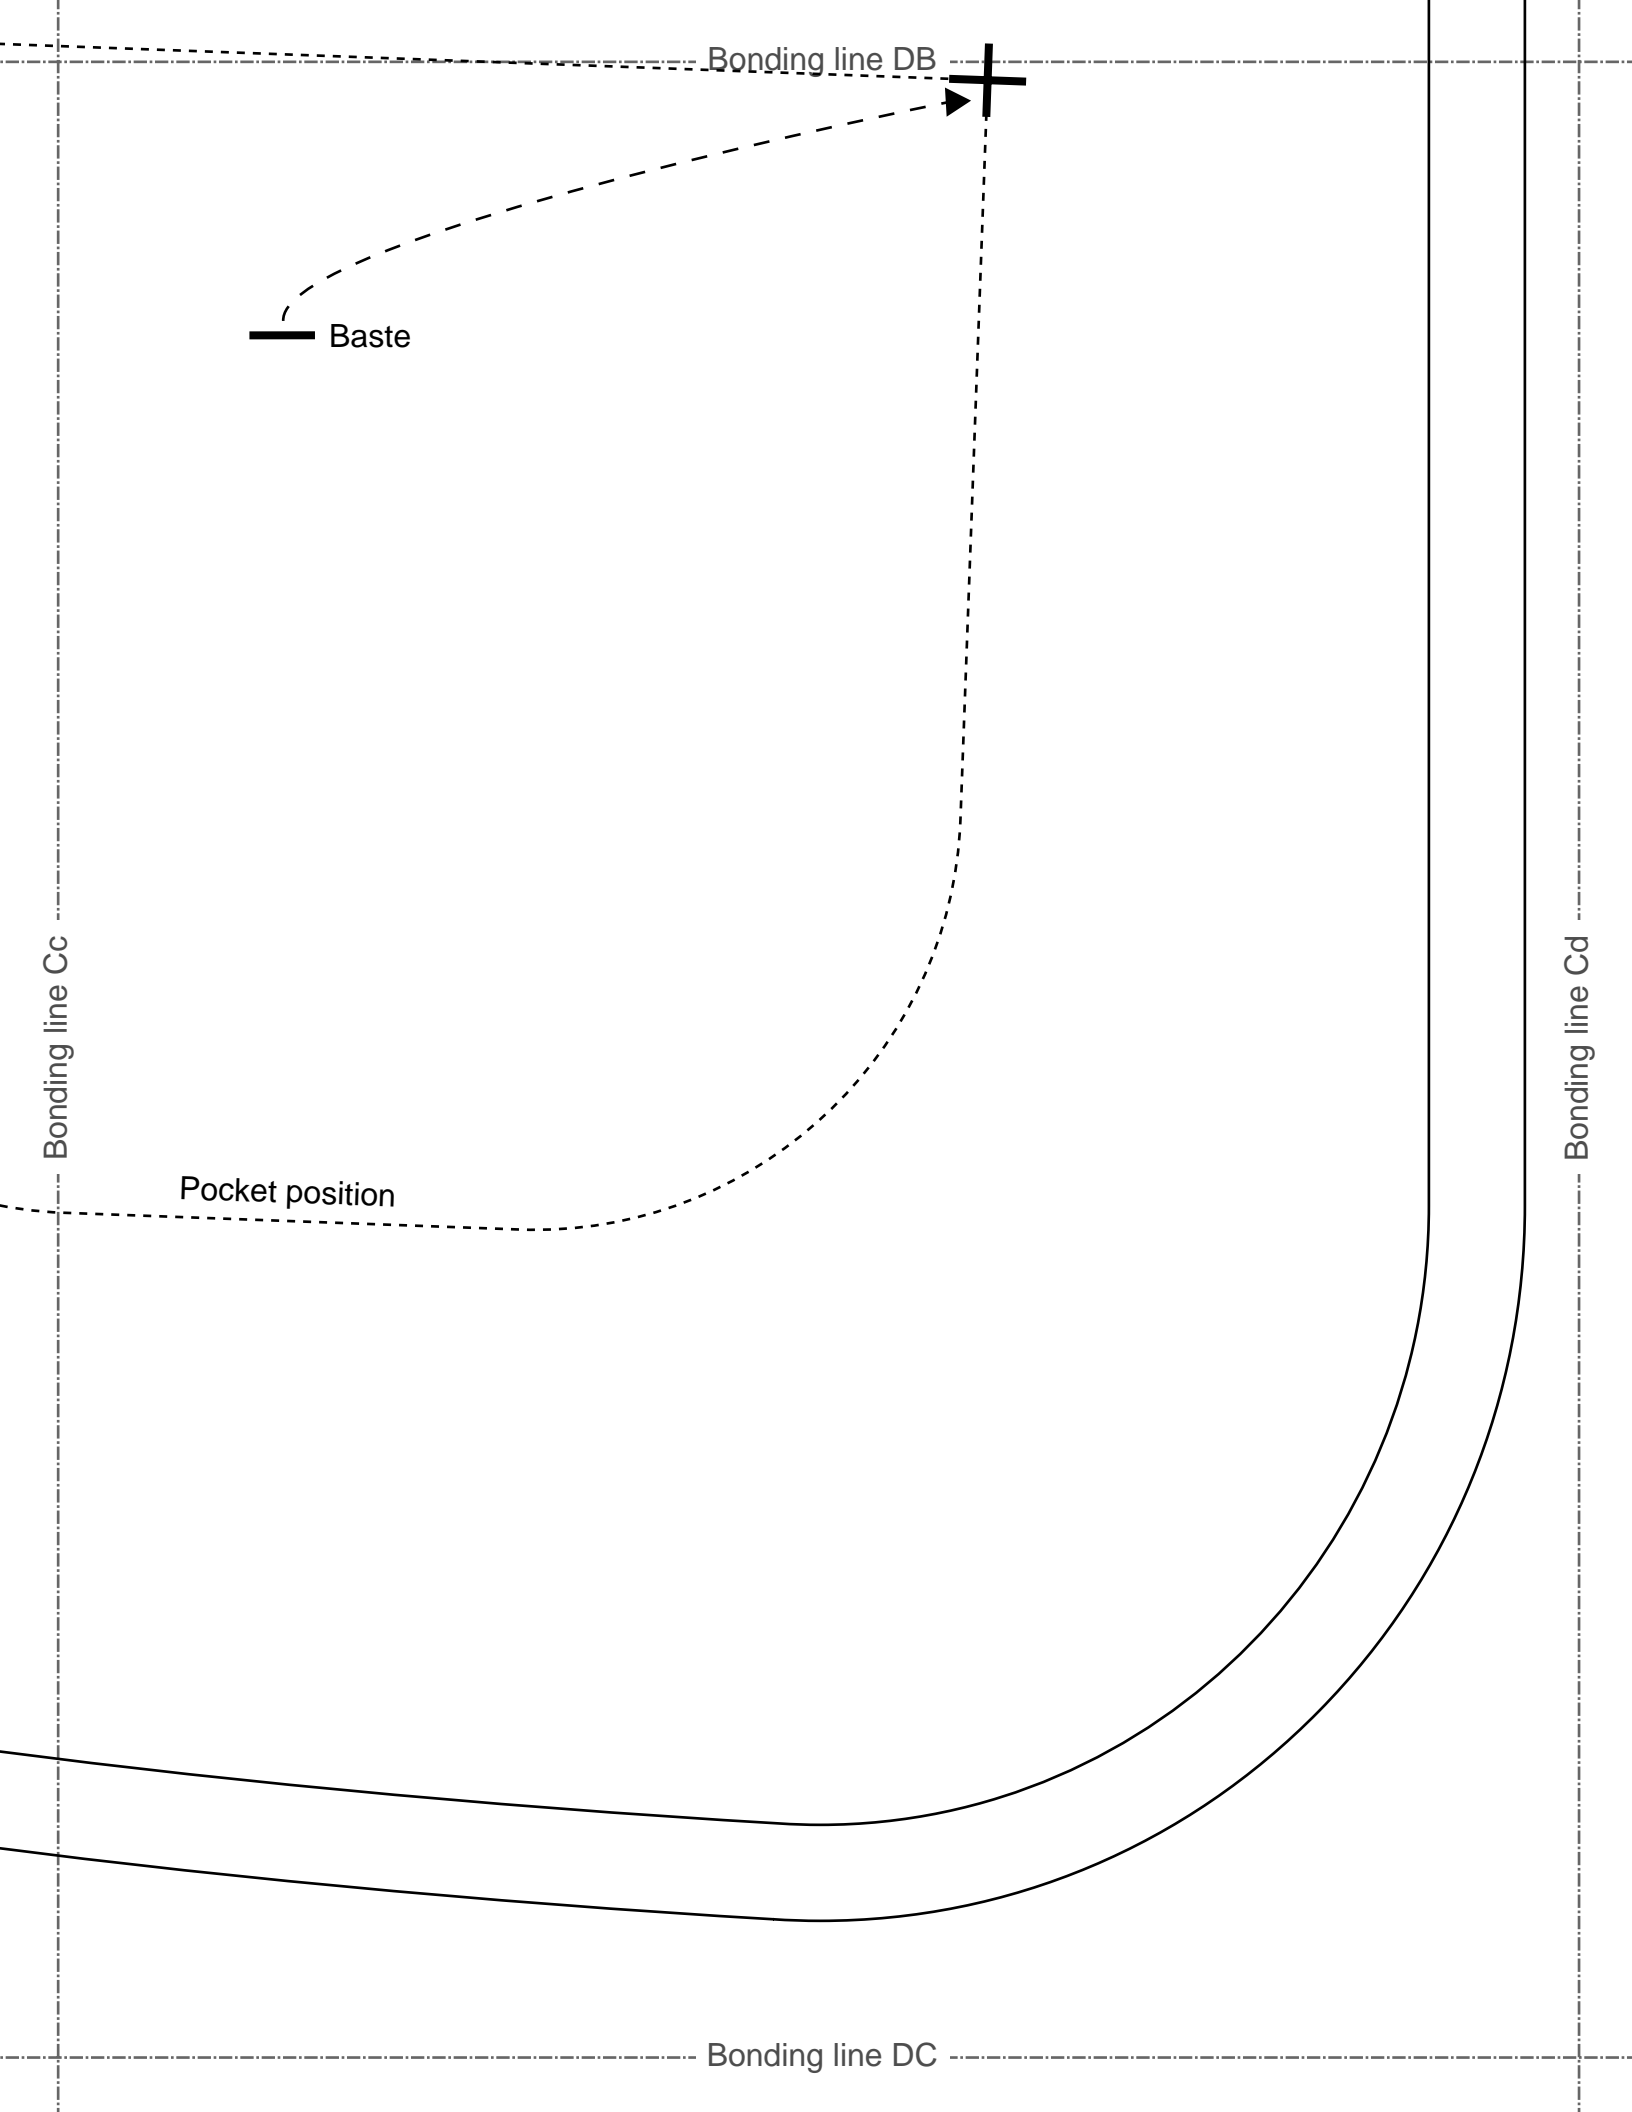 Bonding line DB
Baste
Bonding line Cc
Bonding line Cd
Pocket position
Bonding line DC